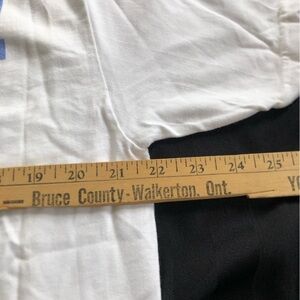 19 20 21 22 23 24 25
Bruce County-Walkerton, Ont.